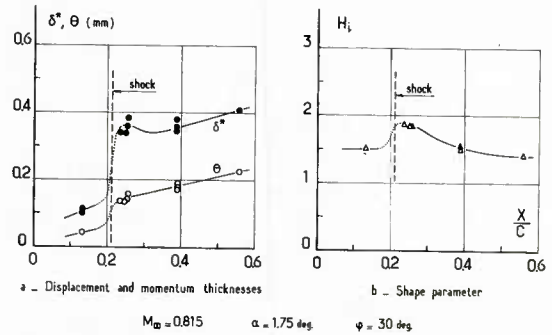 δ*, θ (mm)
0.6
shock
0.4
δ*
0.2
θ
0
0 0.2 0.4 0.6
a _ Displacement and momentum thicknesses
Hi
3
shock
2
1
X/C
0
0 0.2 0.4 0.6
b _ Shape parameter
M∞ = 0.815 α = 1.75 deg. φ = 30 deg.